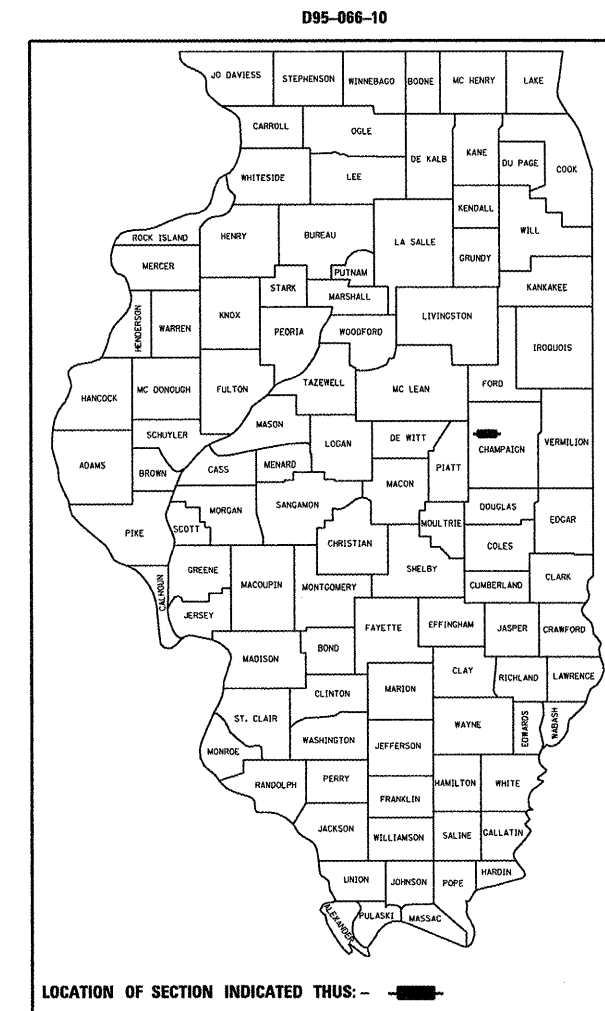 D95-066-10
JO DAVIESS STEPHENSON WINNEBAGO BOONE MC HENRY LAKE
CARROLL OGLE DE KALB KANE DU PAGE COOK
WHITESIDE LEE KENDALL WILL
ROCK ISLAND HENRY BUREAU LA SALLE GRUNDY
MERCER PUTNAM KANKAKEE
STARK MARSHALL
HENDERSON WARREN KNOX PEORIA WOODFORD LIVINGSTON IROQUOIS
HANCOCK MC DONOUGH FULTON TAZEWELL MC LEAN FORD
SCHUYLER MASON LOGAN DE WITT CHAMPAIGN VERMILION
ADAMS BROWN CASS MENARD MACON PIATT
PIKE SCOTT MORGAN SANGAMON MOULTRIE DOUGLAS EDGAR
CHRISTIAN COLES
CALHOUN GREENE MACOUPIN MONTGOMERY SHELBY CUMBERLAND CLARK
JERSEY FAYETTE EFFINGHAM JASPER CRAWFORD
MADISON BOND CLAY RICHLAND LAWRENCE
CLINTON MARION
ST. CLAIR WAYNE EDWARDS WABASH
MONROE WASHINGTON JEFFERSON
RANDOLPH PERRY HAMILTON WHITE
FRANKLIN
JACKSON WILLIAMSON SALINE GALLATIN
UNION JOHNSON POPE HARDIN
ALEXANDER PULASKI MASSAC
LOCATION OF SECTION INDICATED THUS: –